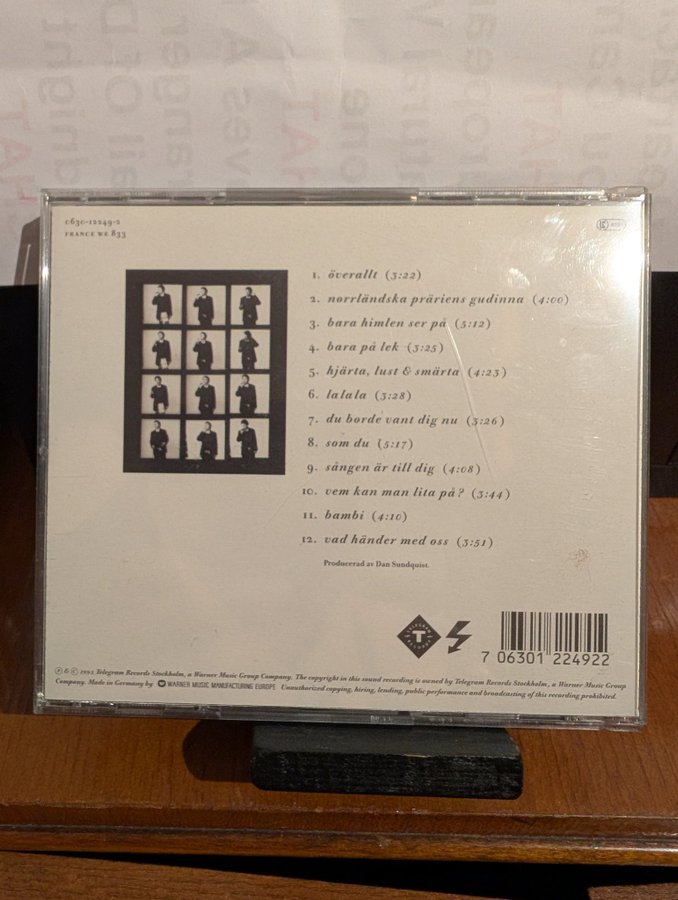 0630-12249-2
FRANCE WE 833
1. överallt (3:22)
2. norrländska präriens gudinna (4:00)
3. bara himlen ser på (5:12)
4. bara på lek (3:25)
5. hjärta, lust & smärta (4:23)
6. lalala (3:28)
7. du borde vant dig nu (3:26)
8. som du (5:17)
9. sången är till dig (4:08)
10. vem kan man lita på? (3:44)
11. bambi (4:10)
12. vad händer med oss (3:51)
Producerad av Dan Sundquist.
TELEGRAM
T
RECORDS
7 06301 224922
℗ & © 1995 Telegram Records Stockholm, a Warner Music Group Company. The copyright in this sound recording is owned by Telegram Records Stockholm, a Warner Music Group
Company. Made in Germany by WARNER MUSIC MANUFACTURING EUROPE Unauthorized copying, hiring, lending, public performance and broadcasting of this recording prohibited.